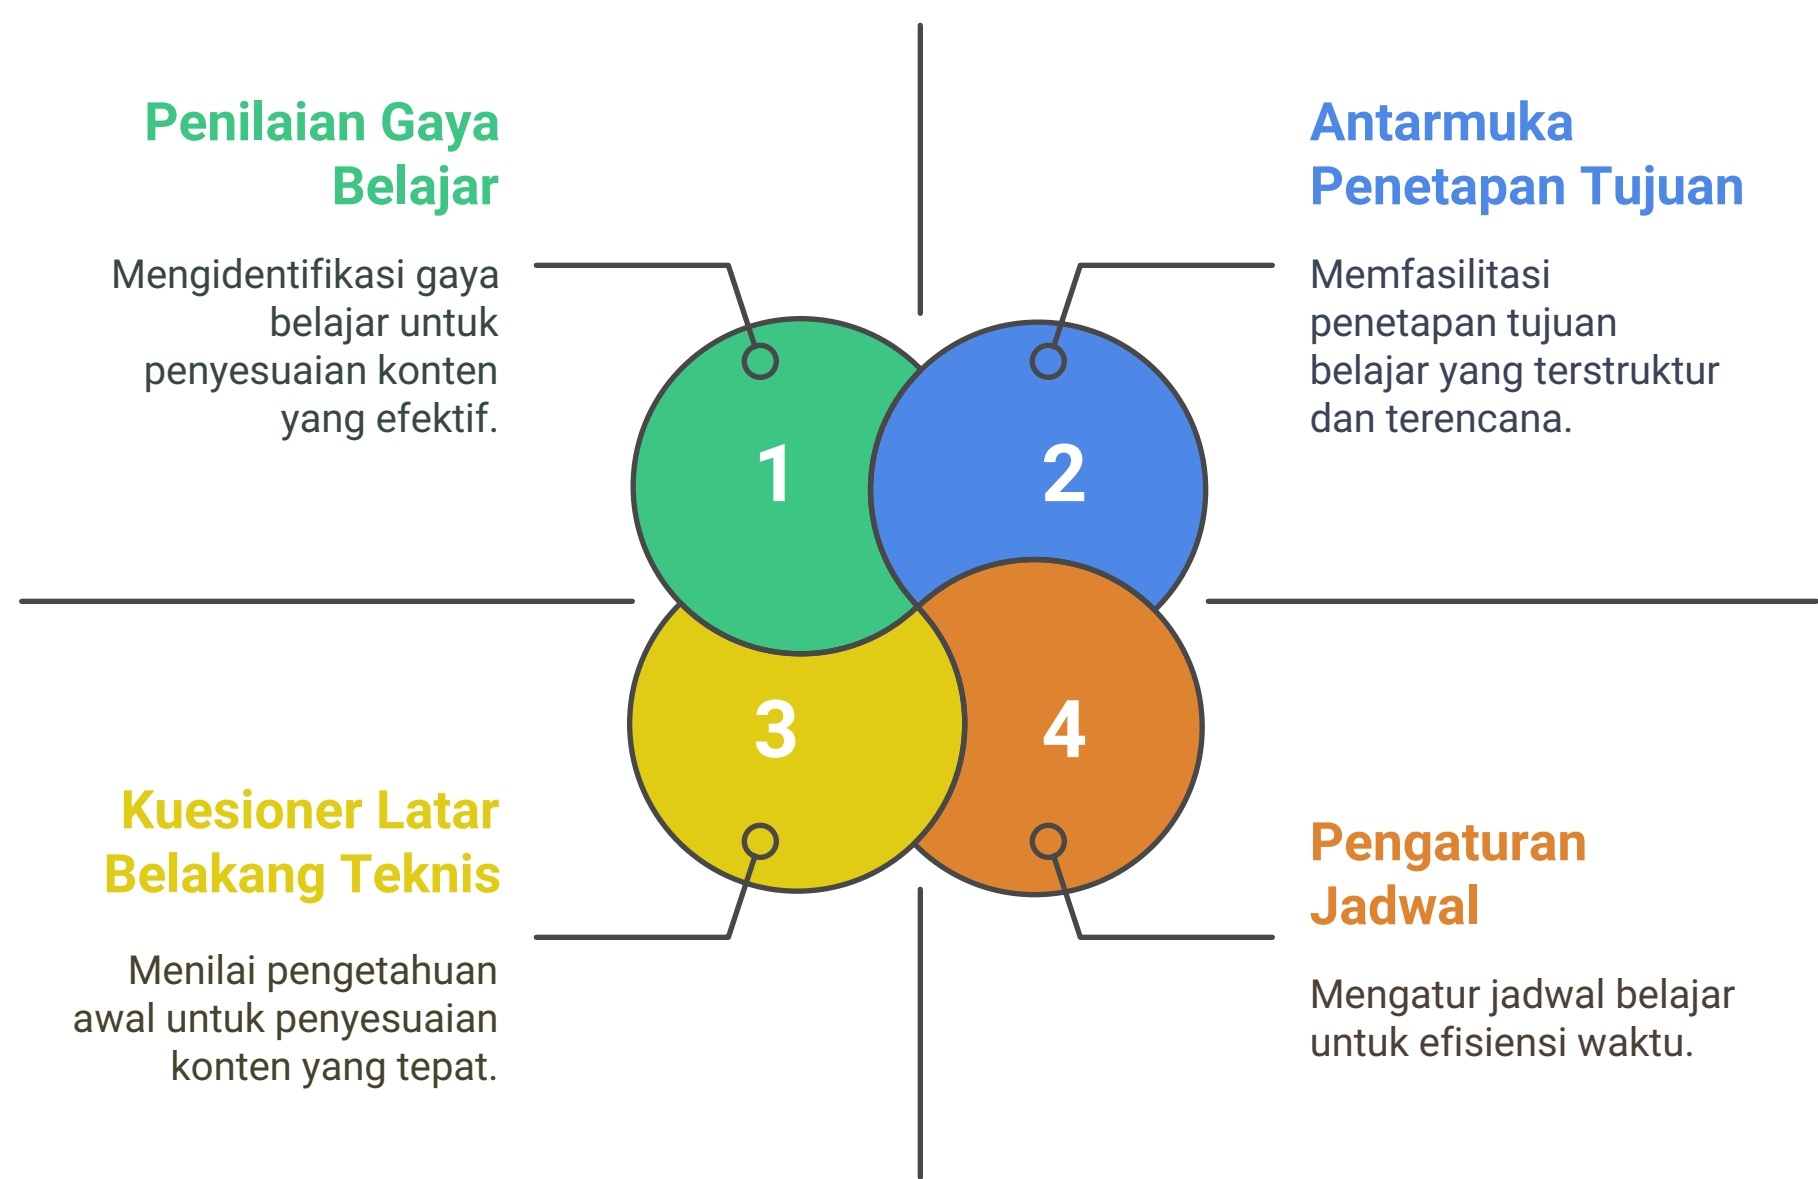 Penilaian Gaya
Belajar
Mengidentifikasi gaya
belajar untuk
penyesuaian konten
yang efektif.
Antarmuka
Penetapan Tujuan
Memfasilitasi
penetapan tujuan
belajar yang terstruktur
dan terencana.
1
2
3
4
Kuesioner Latar
Belakang Teknis
Menilai pengetahuan
awal untuk penyesuaian
konten yang tepat.
Pengaturan
Jadwal
Mengatur jadwal belajar
untuk efisiensi waktu.